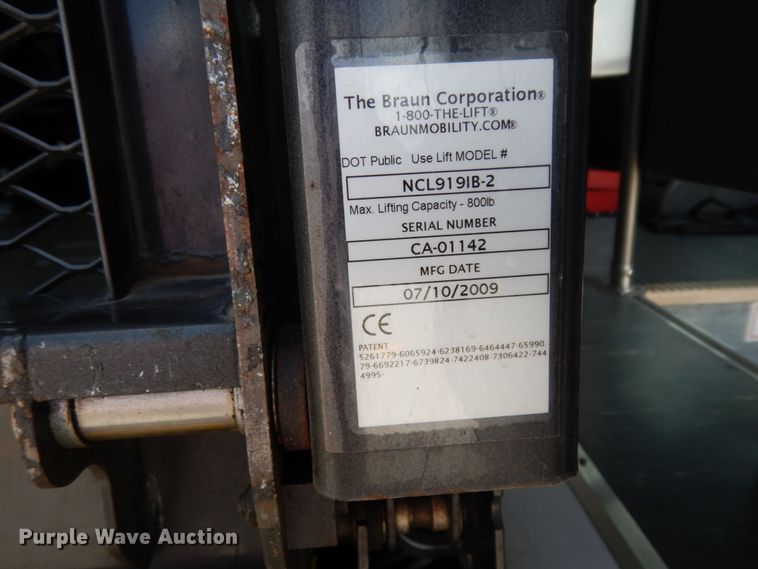 The Braun Corporation®
1-800-THE-LIFT®
BRAUNMOBILITY.COM®
DOT Public Use Lift MODEL #
NCL919IB-2
Max. Lifting Capacity - 800lb
SERIAL NUMBER
CA-01142
MFG DATE
07/10/2009
CE
PATENT
5261779-6065924-6238169-6464447-65990
79-6692217-6739824-7422408-7306422-744
4995-
Purple Wave Auction